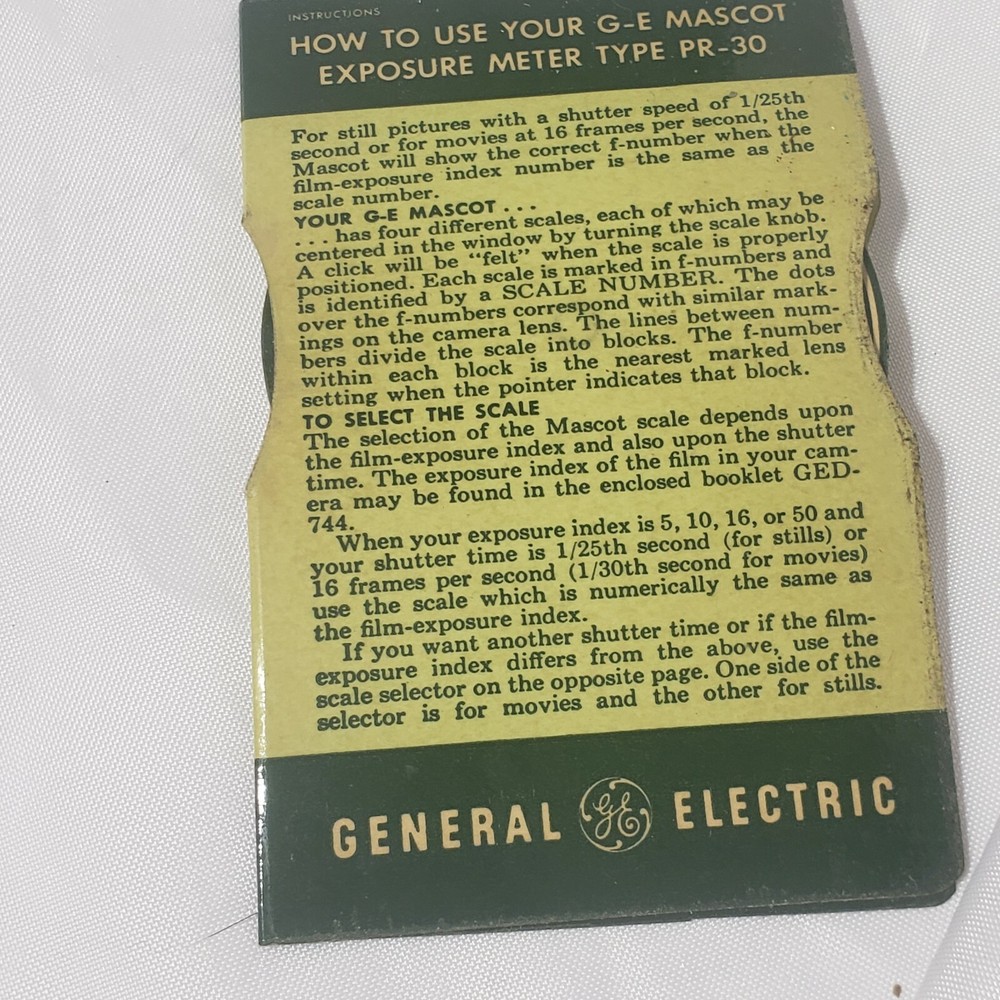 INSTRUCTIONS
HOW TO USE YOUR G-E MASCOT
EXPOSURE METER TYPE PR-30
For still pictures with a shutter speed of 1/25th
second or for movies at 16 frames per second, the
Mascot will show the correct f-number when the
film-exposure index number is the same as the
scale number.
YOUR G-E MASCOT . . .
. . . has four different scales, each of which may be
centered in the window by turning the scale knob.
A click will be "felt" when the scale is properly
positioned. Each scale is marked in f-numbers and
is identified by a SCALE NUMBER. The dots
over the f-numbers correspond with similar mark-
ings on the camera lens. The lines between num-
bers divide the scale into blocks. The f-number
within each block is the nearest marked lens
setting when the pointer indicates that block.
TO SELECT THE SCALE
The selection of the Mascot scale depends upon
the film-exposure index and also upon the shutter
time. The exposure index of the film in your cam-
era may be found in the enclosed booklet GED-
744.
When your exposure index is 5, 10, 16, or 50 and
your shutter time is 1/25th second (for stills) or
16 frames per second (1/30th second for movies)
use the scale which is numerically the same as
the film-exposure index.
If you want another shutter time or if the film-
exposure index differs from the above, use the
scale selector on the opposite page. One side of the
selector is for movies and the other for stills.
GENERAL GE ELECTRIC